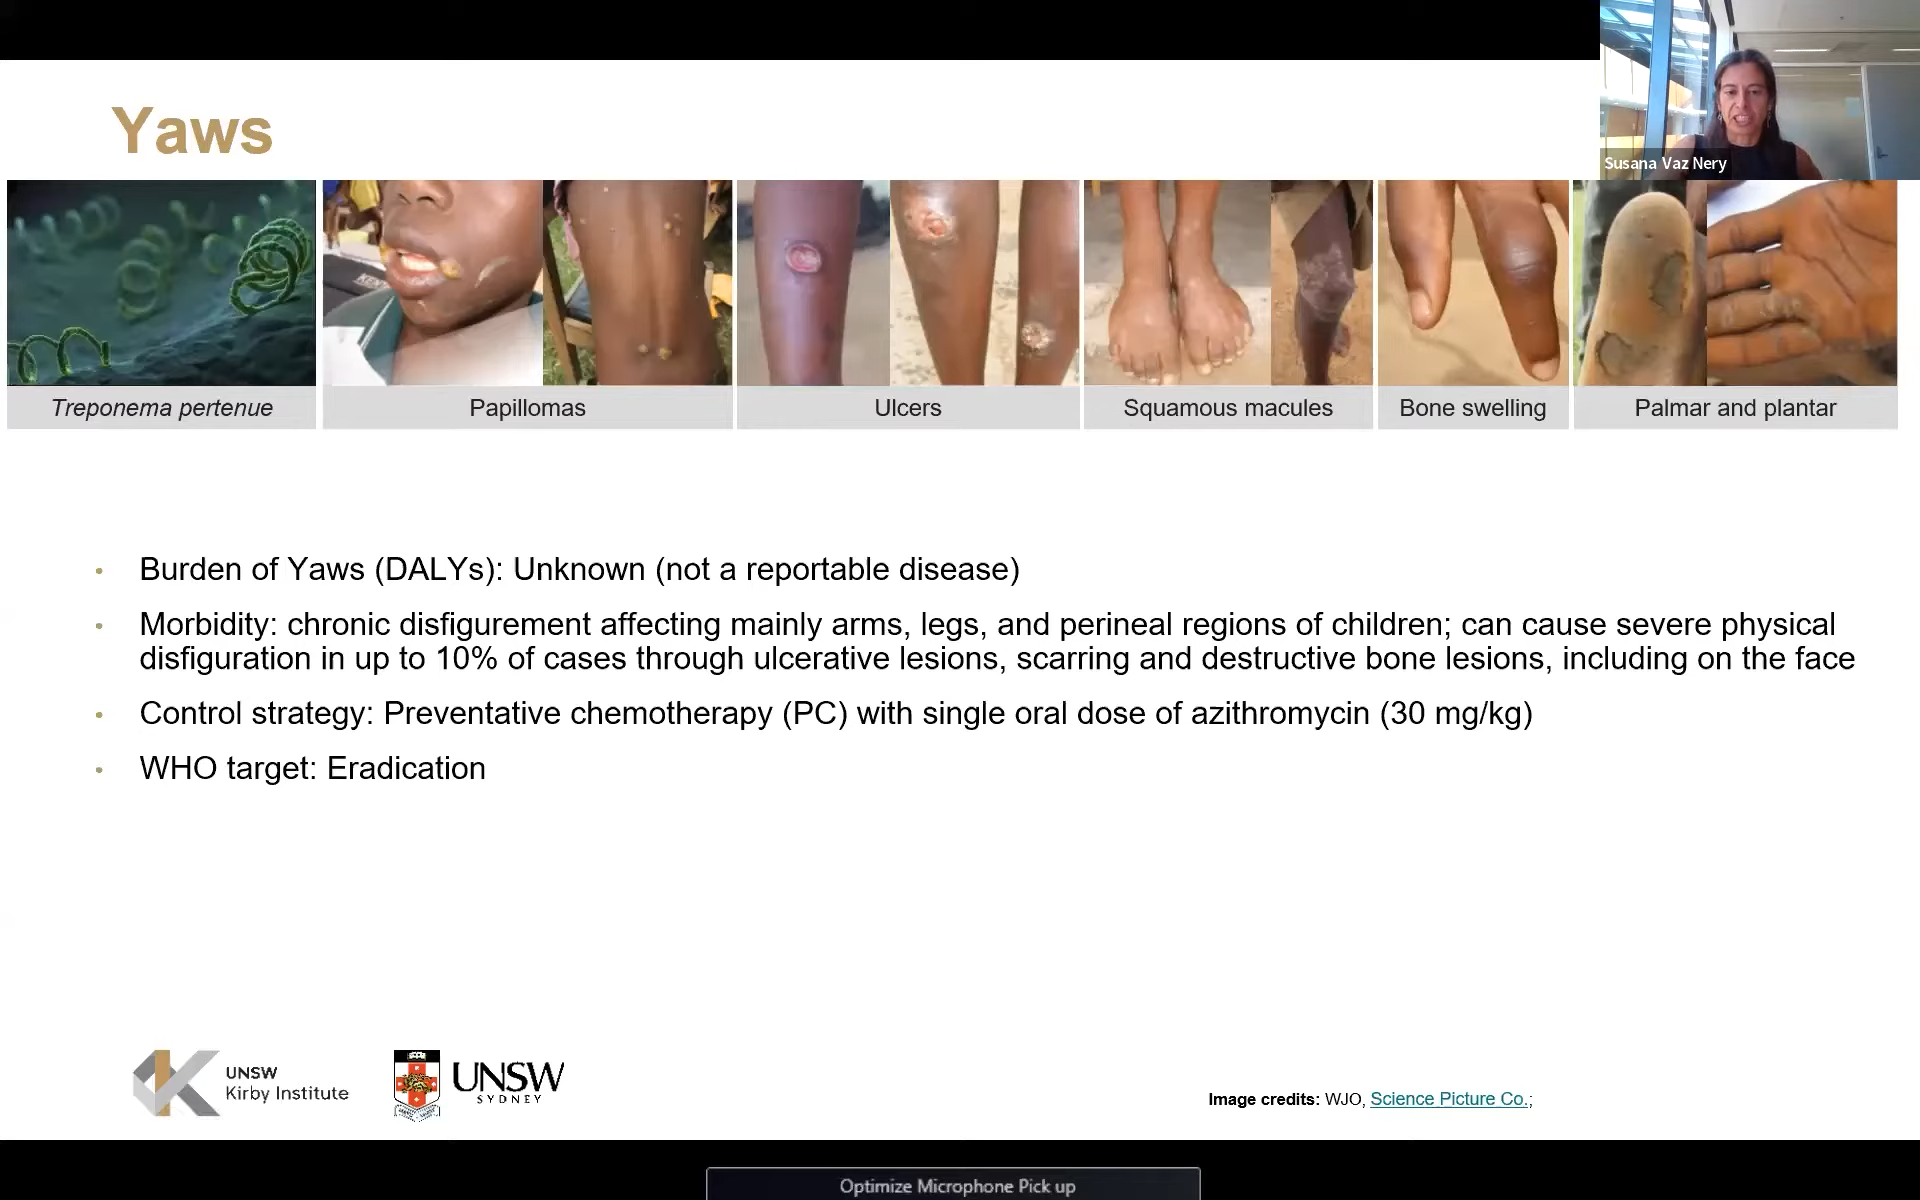 Yaws
Susana Vaz Nery
Treponema pertenue
Papillomas
Ulcers
Squamous macules
Bone swelling
Palmar and plantar
• Burden of Yaws (DALYs): Unknown (not a reportable disease)
• Morbidity: chronic disfigurement affecting mainly arms, legs, and perineal regions of children; can cause severe physical
disfiguration in up to 10% of cases through ulcerative lesions, scarring and destructive bone lesions, including on the face
• Control strategy: Preventative chemotherapy (PC) with single oral dose of azithromycin (30 mg/kg)
• WHO target: Eradication
UNSW
Kirby Institute
UNSW
SYDNEY
Image credits: WJO, Science Picture Co.;
Optimize Microphone Pick up